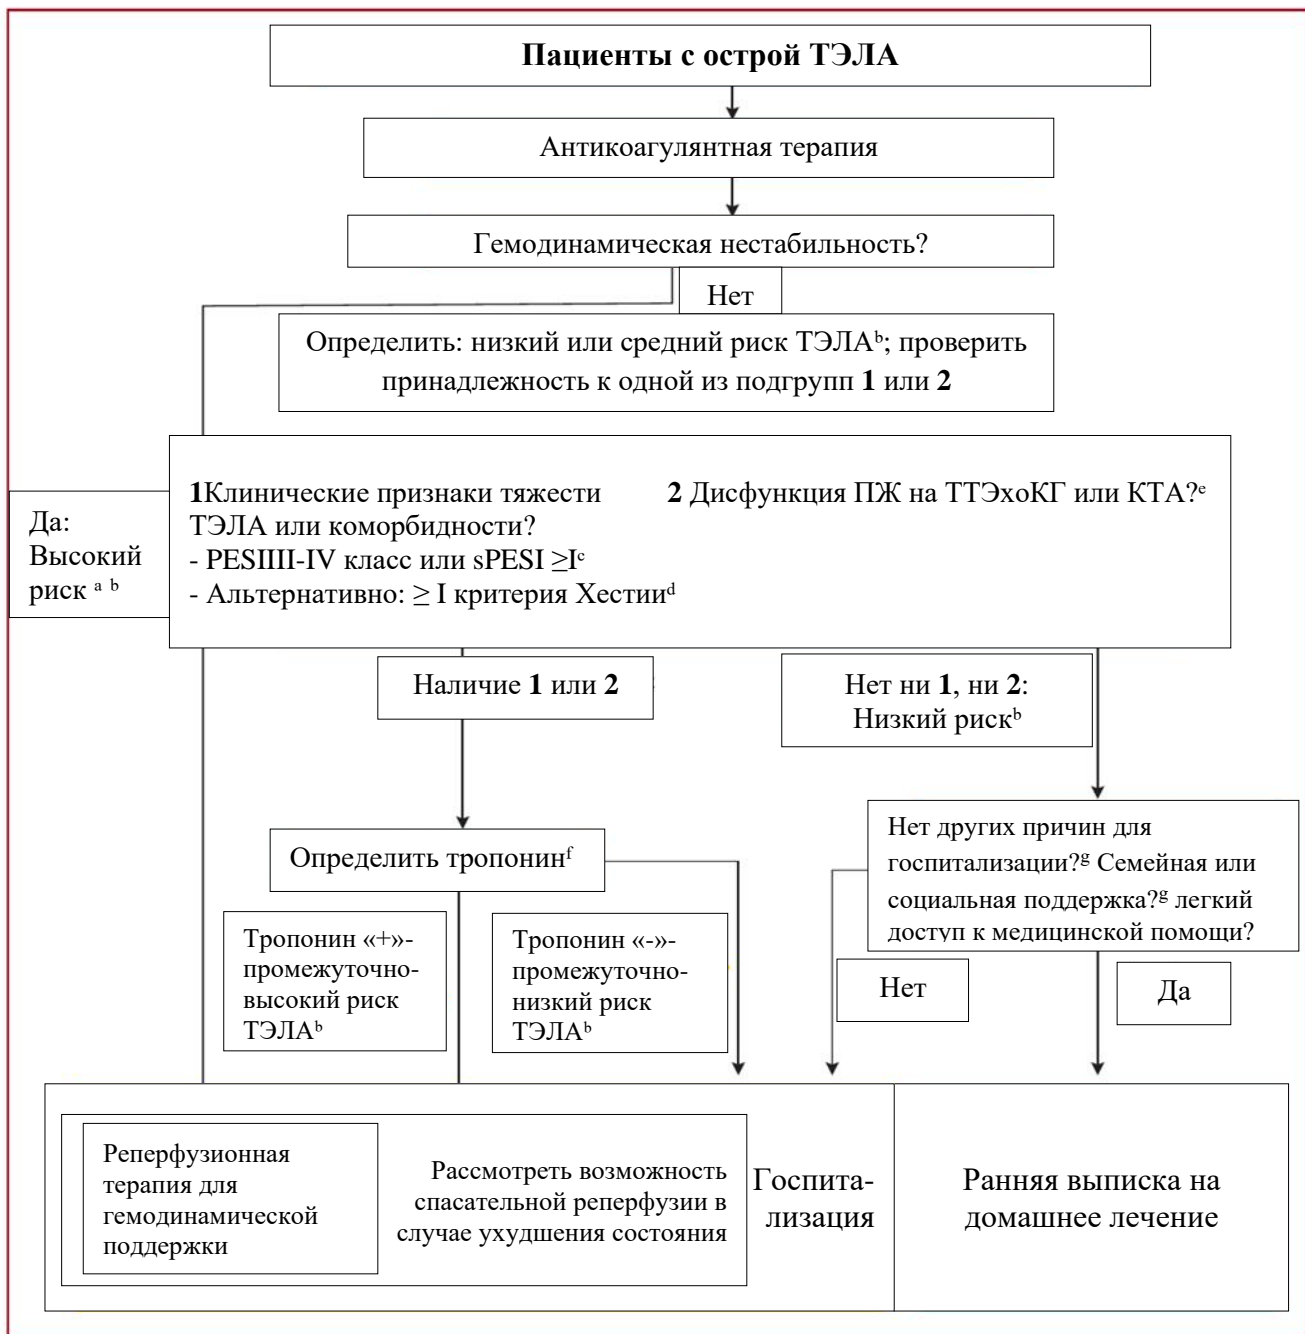 Пациенты с острой ТЭЛА
Антикоагулянтная терапия
Гемодинамическая нестабильность?
Нет
Определить: низкий или средний риск ТЭЛАᵇ; проверить
принадлежность к одной из подгрупп 1 или 2
Да:
Высокий
риск ᵃ ᵇ
1Клинические признаки тяжести
ТЭЛА или коморбидности?
- PESIIII-IV класс или sPESI ≥Iᶜ
- Альтернативно: ≥ I критерия Хестииᵈ
2 Дисфункция ПЖ на ТТЭхоКГ или КТА?ᵉ
Наличие 1 или 2
Нет ни 1, ни 2:
Низкий рискᵇ
Определить тропонинᶠ
Нет других причин для
госпитализации?ᵍ Семейная или
социальная поддержка?ᵍ легкий
доступ к медицинской помощи?
Тропонин «+»-
промежуточно-
высокий риск
ТЭЛАᵇ
Тропонин «-»-
промежуточно-
низкий риск
ТЭЛАᵇ
Нет
Да
Реперфузионная
терапия для
гемодинамической
поддержки
Рассмотреть возможность
спасательной реперфузии в
случае ухудшения состояния
Госпита-
лизация
Ранняя выписка на
домашнее лечение